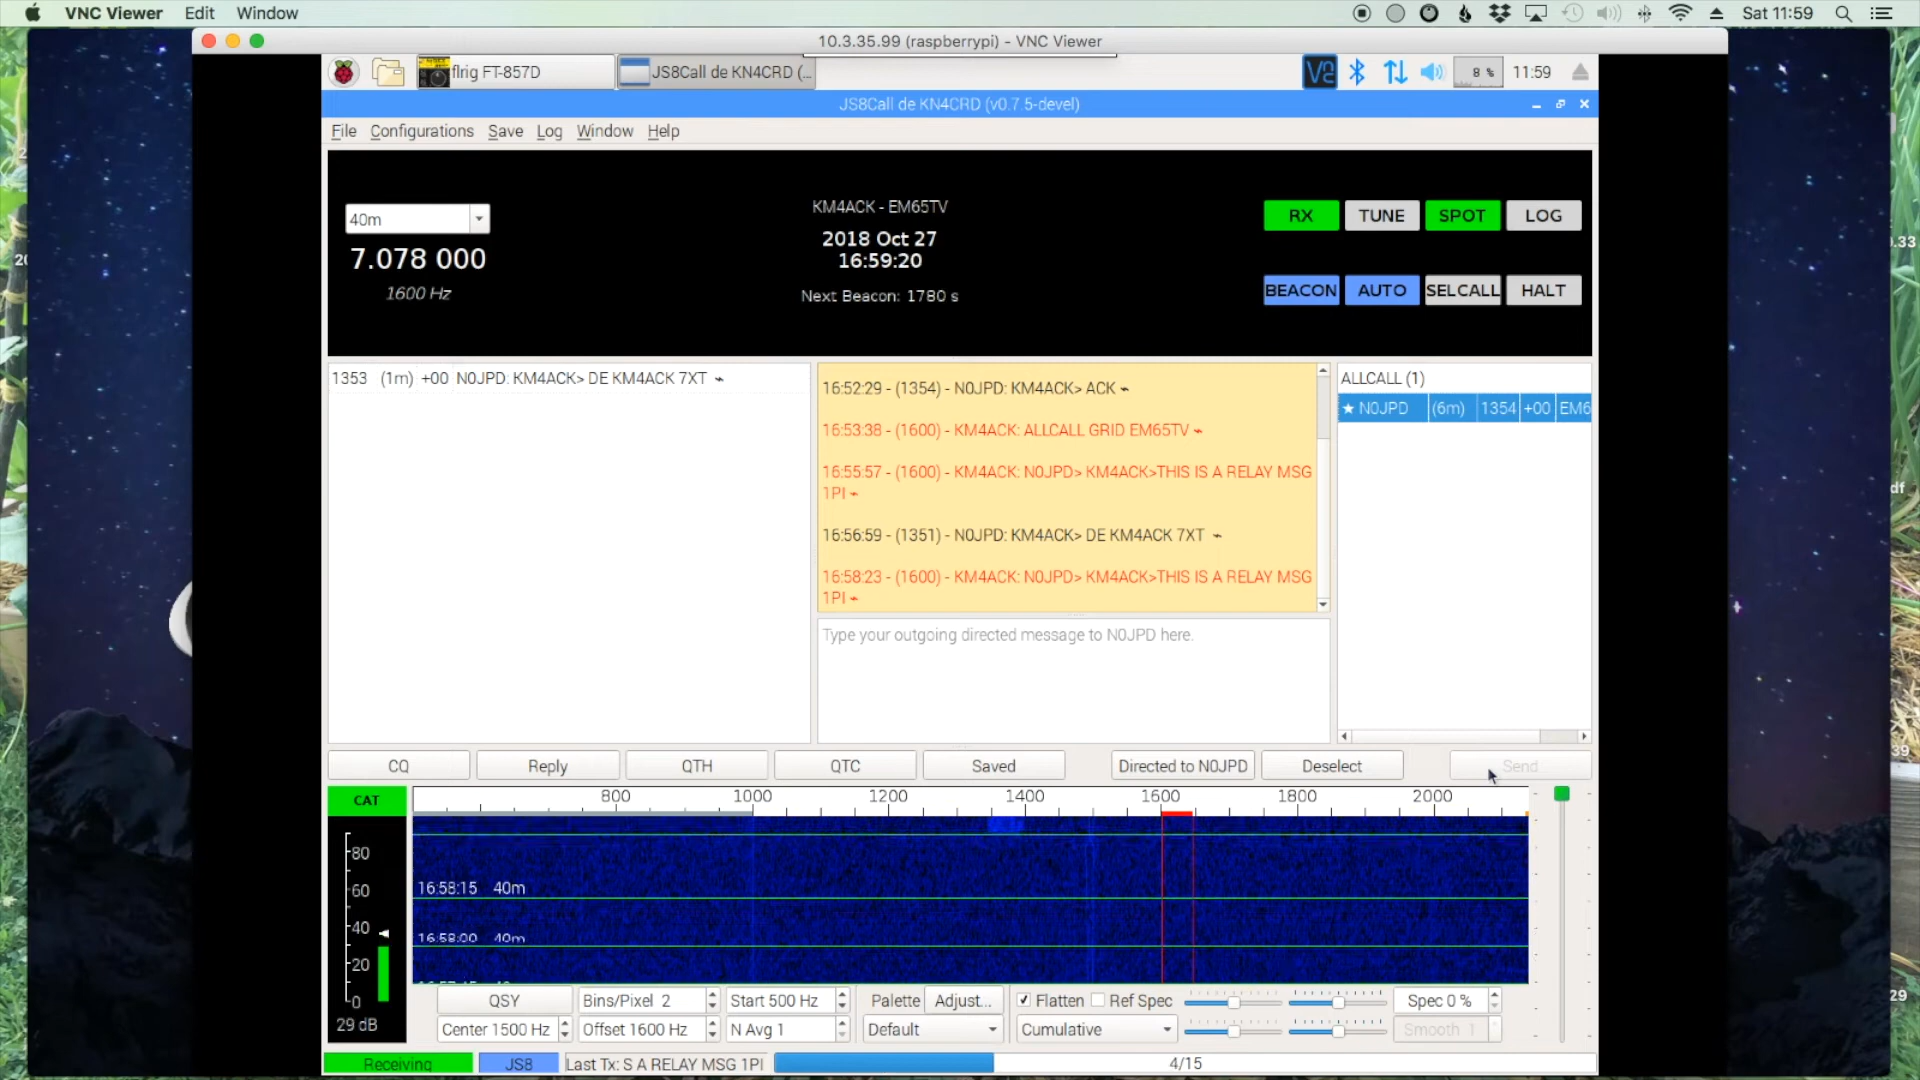 VNC Viewer Edit Window Sat 11:59
10.3.35.99 (raspberrypi) - VNC Viewer
flrig FT-857D JS8Call de KN4CRD (... V2 8 % 11:59
JS8Call de KN4CRD (v0.7 5-devel)
File Configurations Save Log Window Help
40m
7.078 000
1600 Hz
KM4ACK - EM65TV
2018 Oct 27
16:59:20
Next Beacon: 1780 s
RX TUNE SPOT LOG
BEACON AUTO SELCALL HALT
1353 (1m) +00 N0JPD: KM4ACK> DE KM4ACK 7XT
16:52:29 - (1354) - N0JPD: KM4ACK> ACK
16:53:38 - (1600) - KM4ACK: ALLCALL GRID EM65TV
16:55:57 - (1600) - KM4ACK: N0JPD> KM4ACK>THIS IS A RELAY MSG
1PI
16:56:59 - (1351) - N0JPD: KM4ACK> DE KM4ACK 7XT
16:58:23 - (1600) - KM4ACK: N0JPD> KM4ACK>THIS IS A RELAY MSG
1PI
Type your outgoing directed message to N0JPD here.
ALLCALL (1)
★ N0JPD (6m) 1354 +00 EM6
CQ Reply QTH QTC Saved Directed to N0JPD Deselect Send
CAT
800 1000 1200 1400 1600 1800 2000
80
60
40
20
0
29 dB
16:58:15 40m
16:58:00 40m
QSY Bins/Pixel 2 Start 500 Hz Palette Adjust... Flatten Ref Spec Spec 0 %
Center 1500 Hz Offset 1600 Hz N Avg 1 Default Cumulative Smooth 1
Receiving JS8 Last Tx: S A RELAY MSG 1PI 4/15
.33
df
39
29